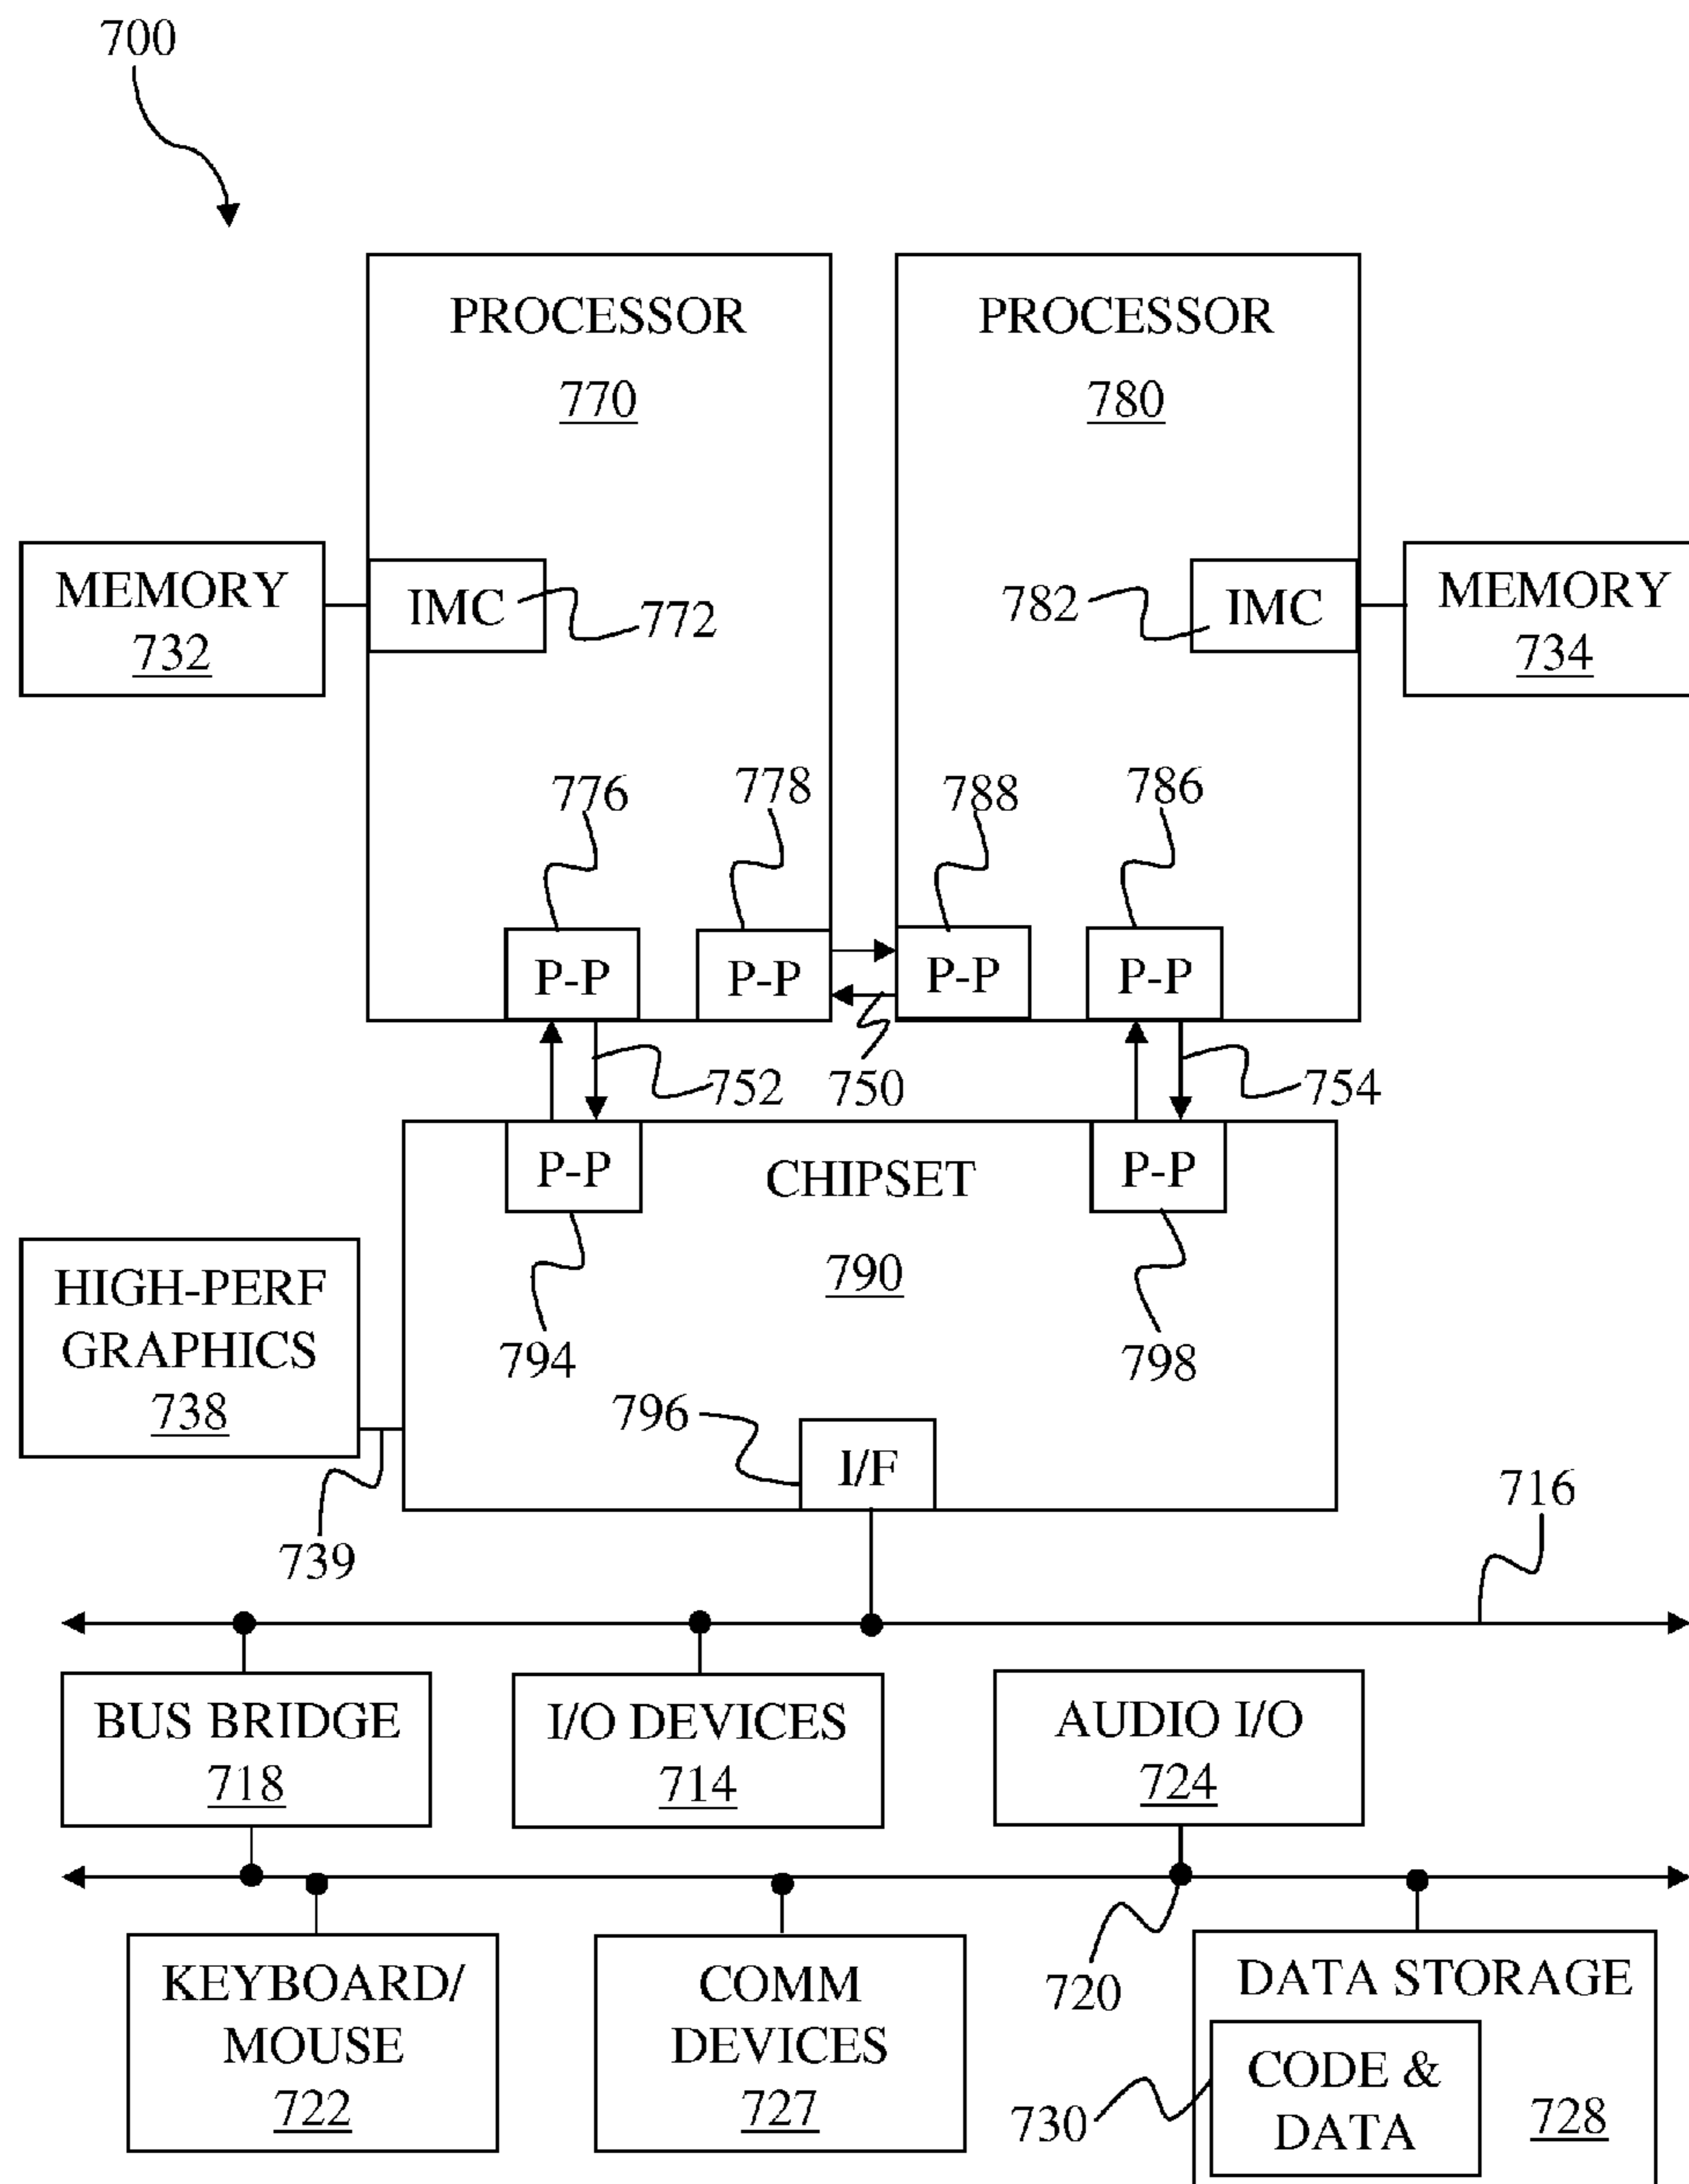 700
PROCESSOR
770
PROCESSOR
780
MEMORY
732
IMC
772
782
IMC
MEMORY
734
776
778
788
786
P-P
P-P
P-P
P-P
752
750
754
P-P
CHIPSET
P-P
790
794
798
HIGH-PERF
GRAPHICS
738
796
I/F
739
716
BUS BRIDGE
718
I/O DEVICES
714
AUDIO I/O
724
720
KEYBOARD/
MOUSE
722
COMM
DEVICES
727
DATA STORAGE
CODE &
DATA
730
728